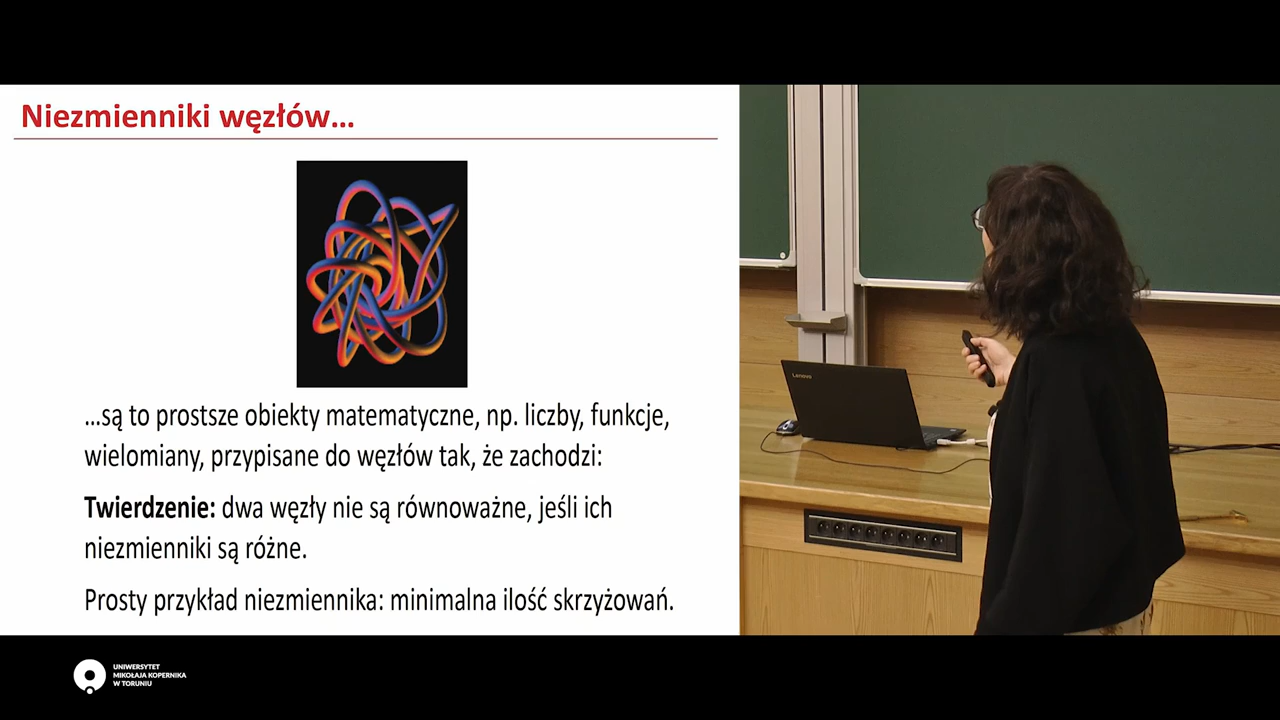 Niezmienniki węzłów...
...są to prostsze obiekty matematyczne, np. liczby, funkcje,
wielomiany, przypisane do węzłów tak, że zachodzi:
Twierdzenie: dwa węzły nie są równoważne, jeśli ich
niezmienniki są różne.
Prosty przykład niezmiennika: minimalna ilość skrzyżowań.
Lenovo
UNIWERSYTET
MIKOŁAJA KOPERNIKA
W TORUNIU